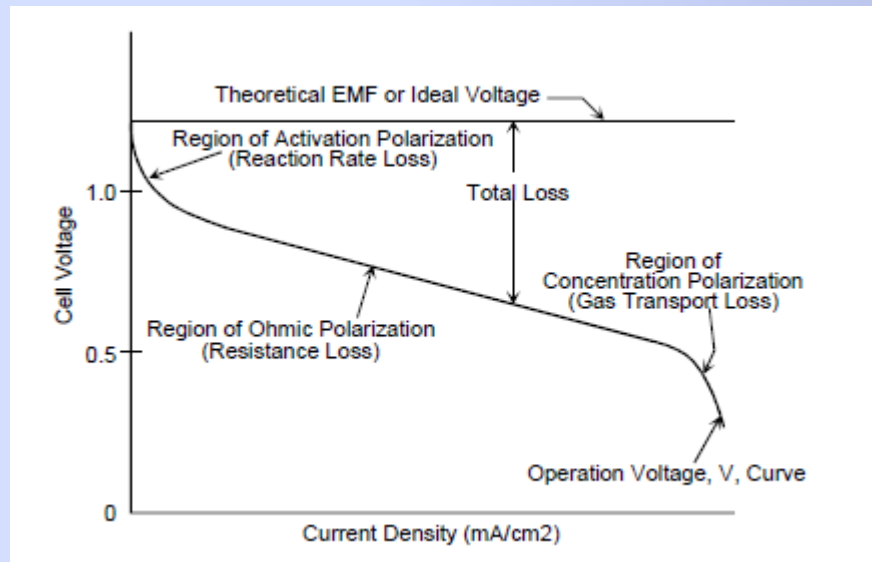 Theoretical EMF or Ideal Voltage
Region of Activation Polarization
(Reaction Rate Loss)
Total Loss
1.0
Cell Voltage
Region of
Concentration Polarization
(Gas Transport Loss)
Region of Ohmic Polarization
(Resistance Loss)
0.5
Operation Voltage, V, Curve
0
Current Density (mA/cm2)